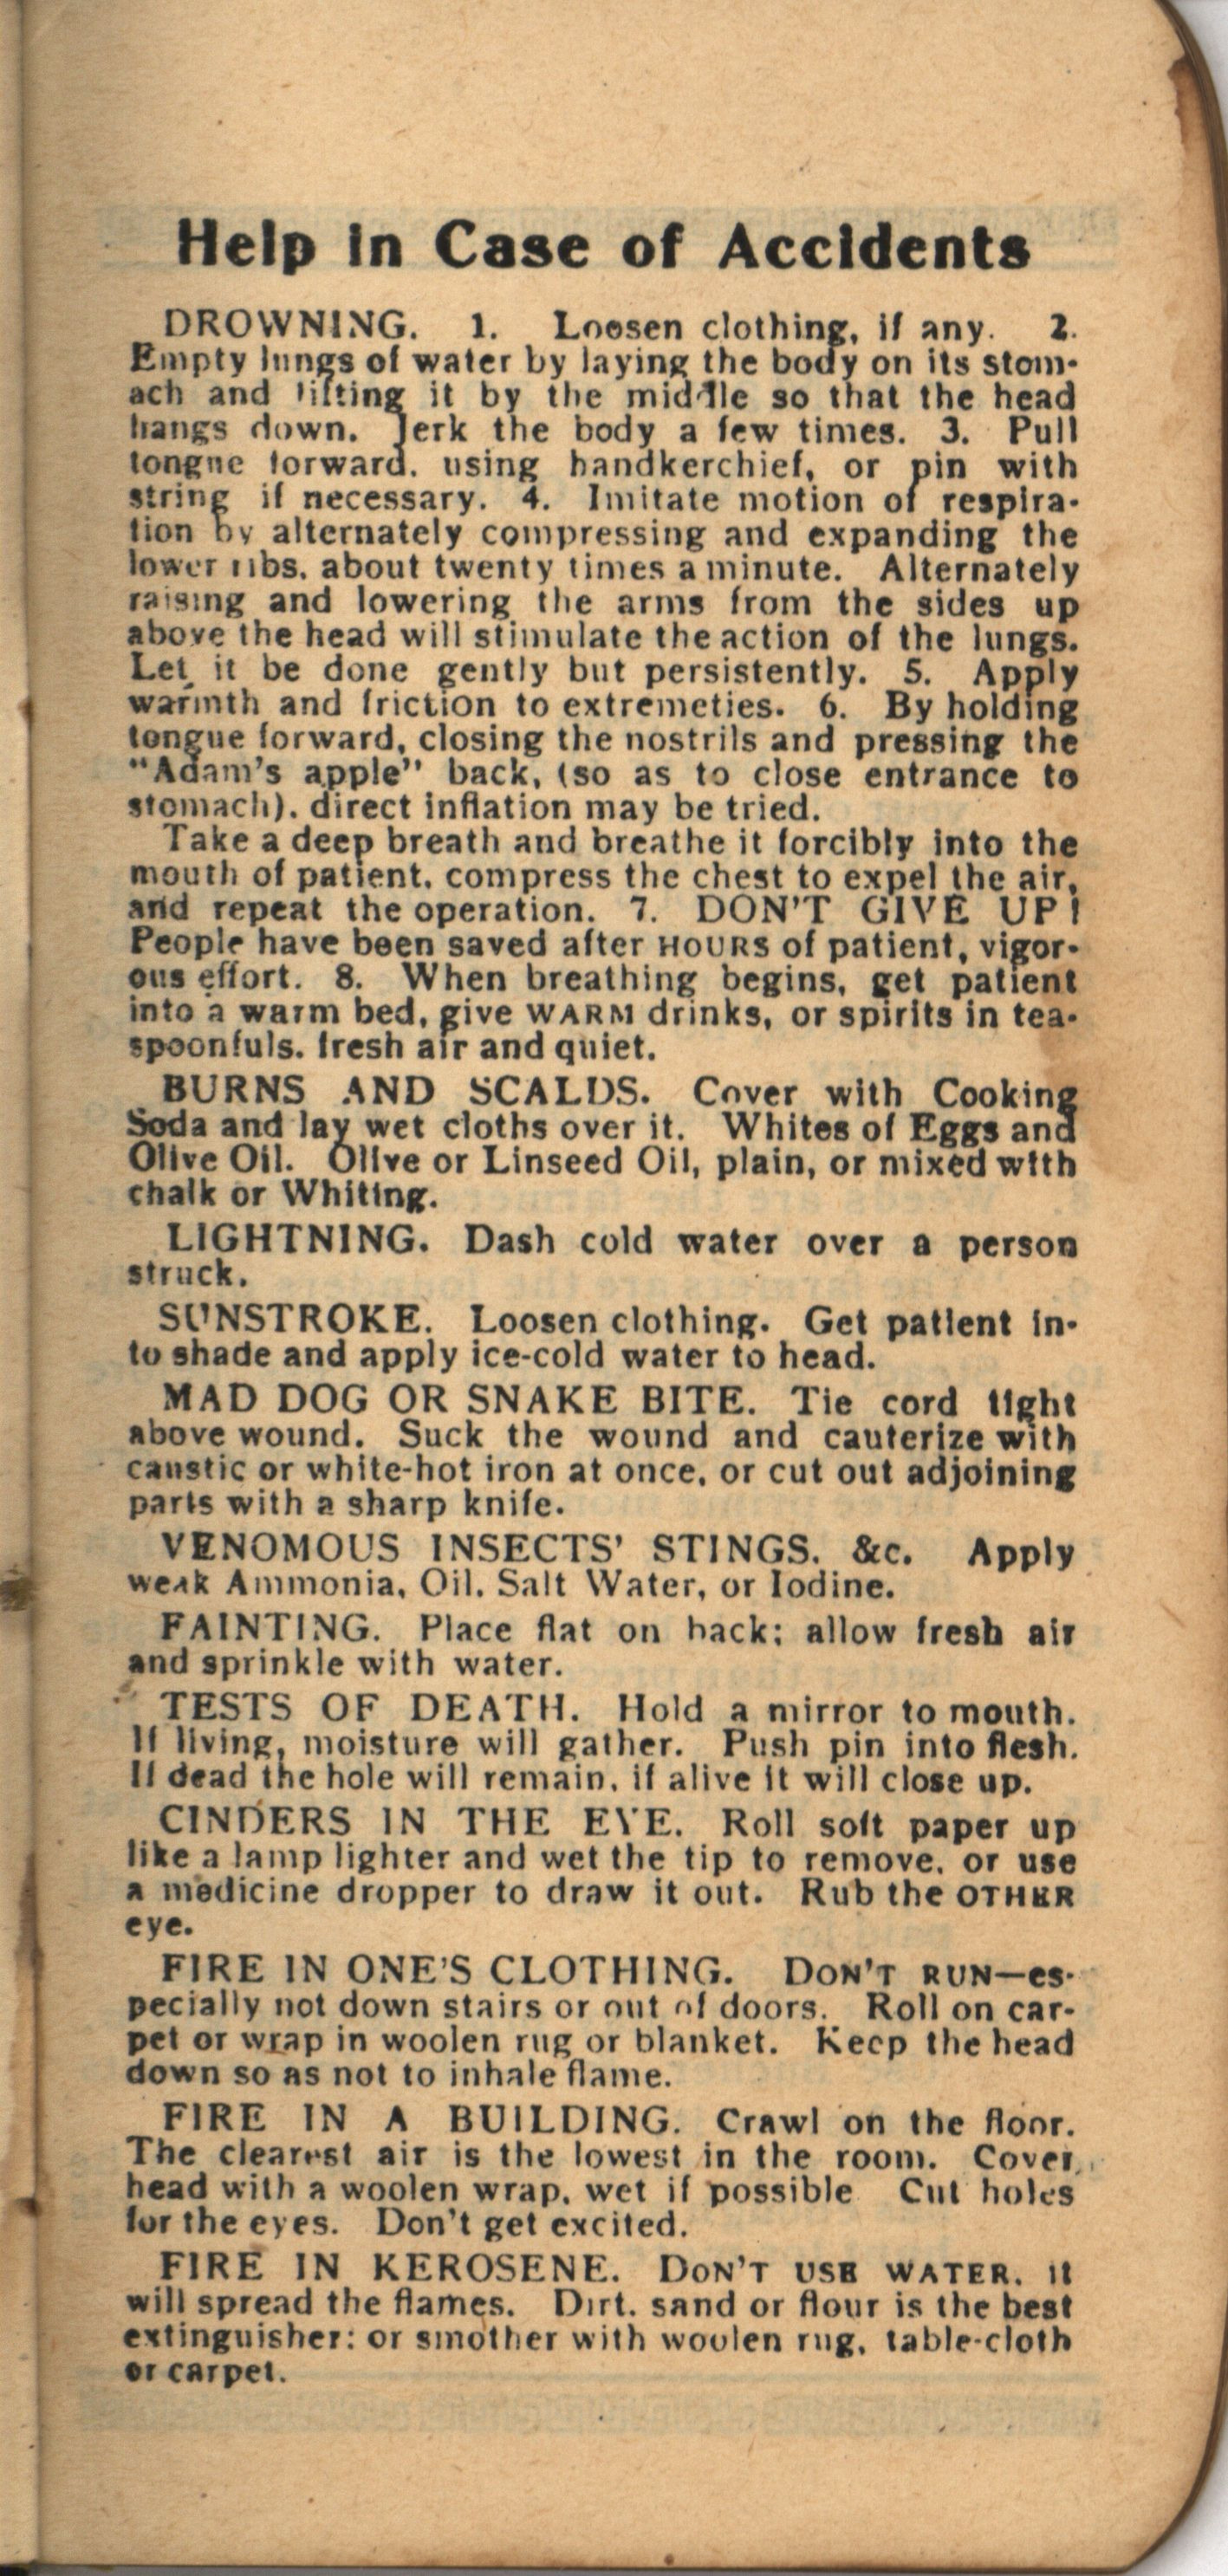 Help in Case of Accidents
DROWNING. 1. Loosen clothing, if any. 2.
Empty lungs of water by laying the body on its stom-
ach and lifting it by the middle so that the head
hangs down. Jerk the body a few times. 3. Pull
tongue forward, using handkerchief, or pin with
string if necessary. 4. Imitate motion of respira-
tion by alternately compressing and expanding the
lower ribs, about twenty times a minute. Alternately
raising and lowering the arms from the sides up
above the head will stimulate the action of the lungs.
Let it be done gently but persistently. 5. Apply
warmth and friction to extremeties. 6. By holding
tongue forward, closing the nostrils and pressing the
"Adam's apple" back, (so as to close entrance to
stomach), direct inflation may be tried.
Take a deep breath and breathe it forcibly into the
mouth of patient, compress the chest to expel the air,
and repeat the operation. 7. DON'T GIVE UP!
People have been saved after HOURS of patient, vigor-
ous effort. 8. When breathing begins, get patient
into a warm bed, give WARM drinks, or spirits in tea-
spoonfuls, fresh air and quiet.
BURNS AND SCALDS. Cover with Cooking
Soda and lay wet cloths over it. Whites of Eggs and
Olive Oil. Olive or Linseed Oil, plain, or mixed with
chalk or Whiting.
LIGHTNING. Dash cold water over a person
struck.
SUNSTROKE. Loosen clothing. Get patient in-
to shade and apply ice-cold water to head.
MAD DOG OR SNAKE BITE. Tie cord tight
above wound. Suck the wound and cauterize with
caustic or white-hot iron at once, or cut out adjoining
parts with a sharp knife.
VENOMOUS INSECTS' STINGS, &c. Apply
weak Ammonia, Oil, Salt Water, or Iodine.
FAINTING. Place flat on back; allow fresh air
and sprinkle with water.
TESTS OF DEATH. Hold a mirror to mouth.
If living, moisture will gather. Push pin into flesh.
If dead the hole will remain, if alive it will close up.
CINDERS IN THE EYE. Roll soft paper up
like a lamp lighter and wet the tip to remove, or use
a medicine dropper to draw it out. Rub the OTHER
eye.
FIRE IN ONE'S CLOTHING. DON'T RUN—es-
pecially not down stairs or out of doors. Roll on car-
pet or wrap in woolen rug or blanket. Keep the head
down so as not to inhale flame.
FIRE IN A BUILDING. Crawl on the floor.
The clearest air is the lowest in the room. Cover
head with a woolen wrap, wet if possible Cut holes
for the eyes. Don't get excited.
FIRE IN KEROSENE. DON'T USE WATER, it
will spread the flames. Dirt, sand or flour is the best
extinguisher: or smother with woolen rug, table-cloth
or carpet.